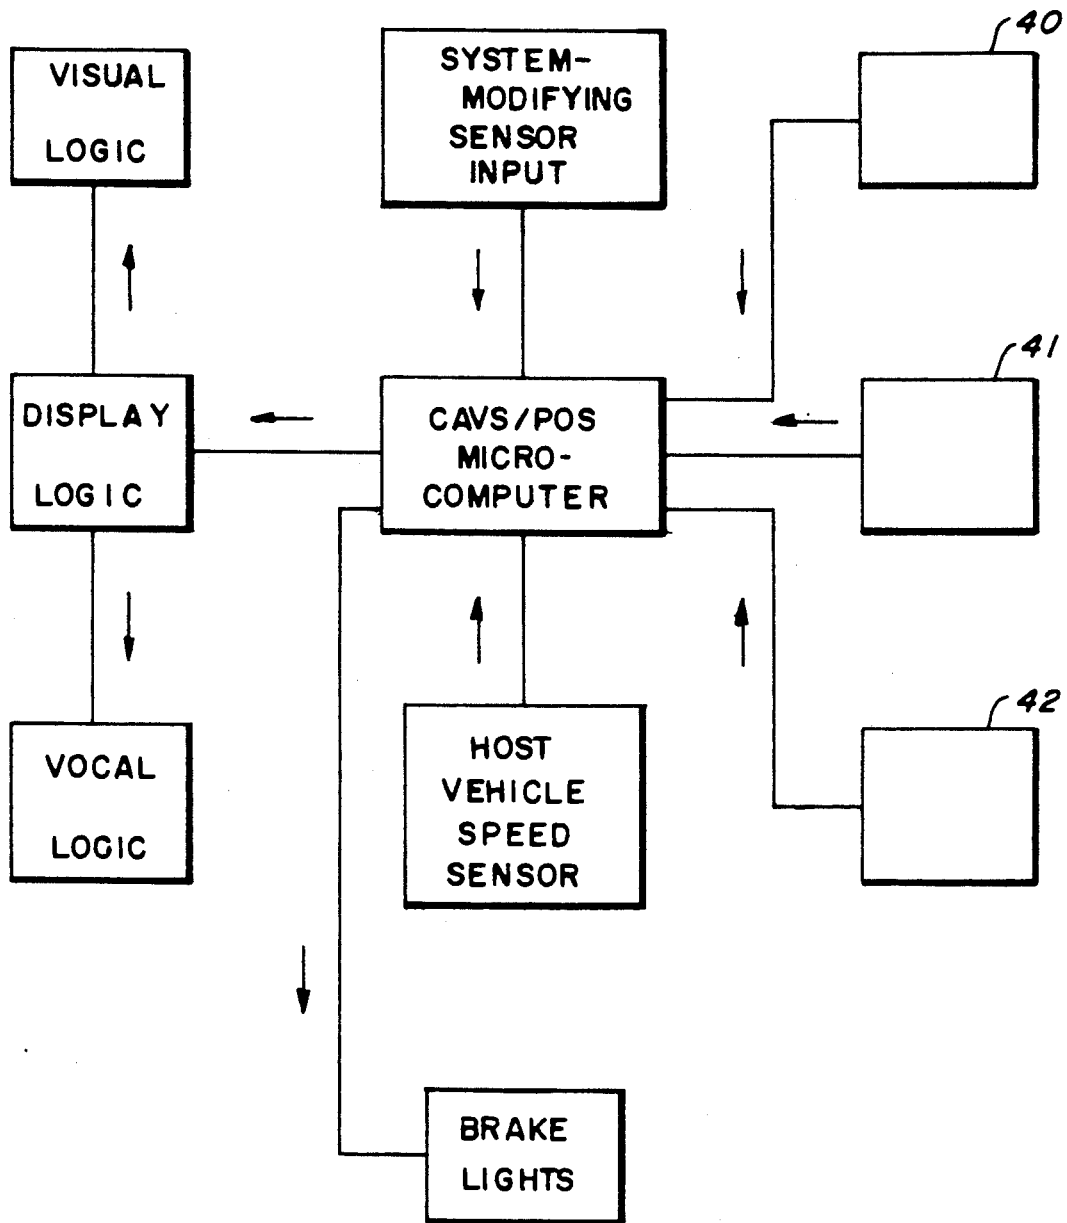 VISUAL
LOGIC
SYSTEM-
MODIFYING
SENSOR
INPUT
40
DISPLAY
LOGIC
CAVS/POS
MICRO-
COMPUTER
41
VOCAL
LOGIC
HOST
VEHICLE
SPEED
SENSOR
42
BRAKE
LIGHTS